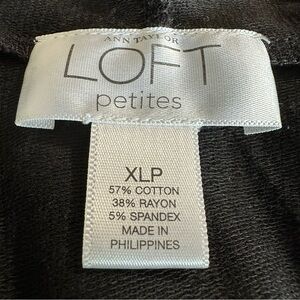 ANN TAYLOR
LOFT
petites
XLP
57% COTTON
38% RAYON
5% SPANDEX
MADE IN
PHILIPPINES